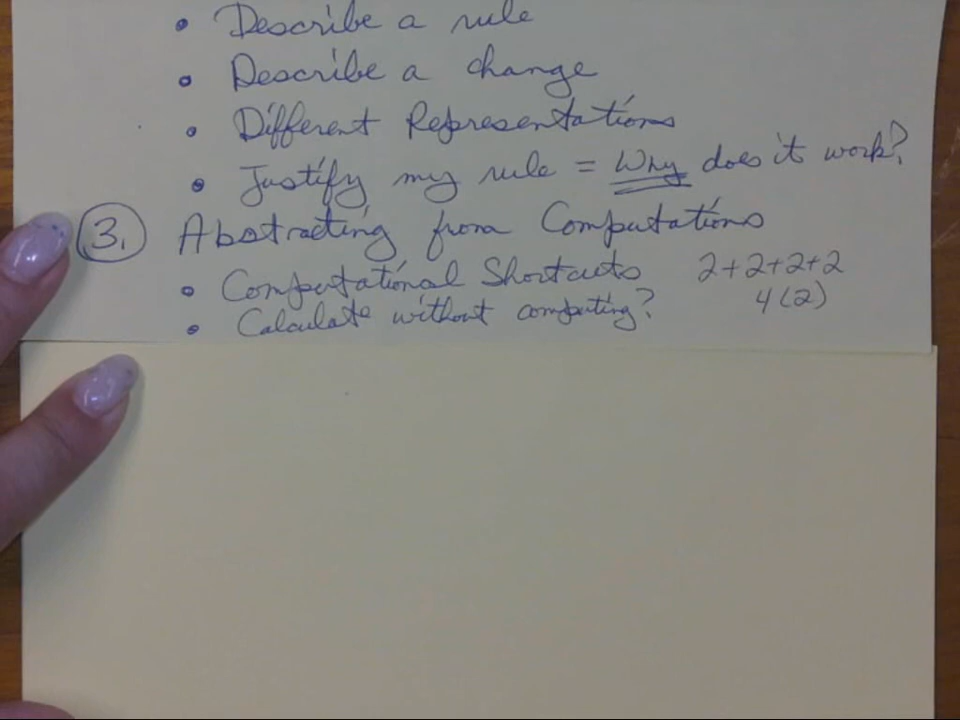 • Describe a rule
• Describe a change
• Different Representations
• Justify my rule = Why does it work?
3. Abstracting from Computations
• Computational Shortcuts 2+2+2+2
• Calculate without computing? 4(2)